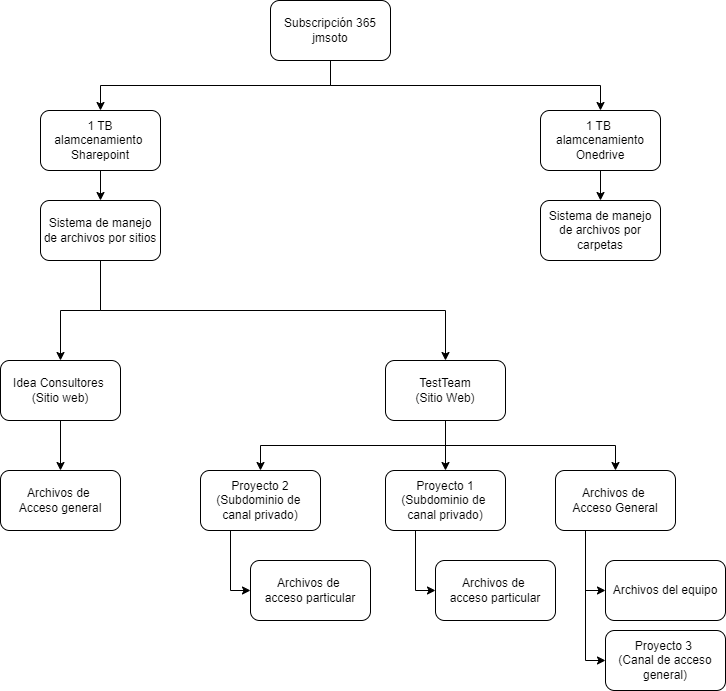 Subscripción 365
jmsoto
1 TB
alamcenamiento
Sharepoint
1 TB
alamcenamiento
Onedrive
Sistema de manejo
de archivos por sitios
Sistema de manejo
de archivos por
carpetas
Idea Consultores
(Sitio web)
TestTeam
(Sitio Web)
Archivos de
Acceso general
Proyecto 2
(Subdominio de
canal privado)
Proyecto 1
(Subdominio de
canal privado)
Archivos de
Acceso General
Archivos de
acceso particular
Archivos de
acceso particular
Archivos del equipo
Proyecto 3
(Canal de acceso
general)